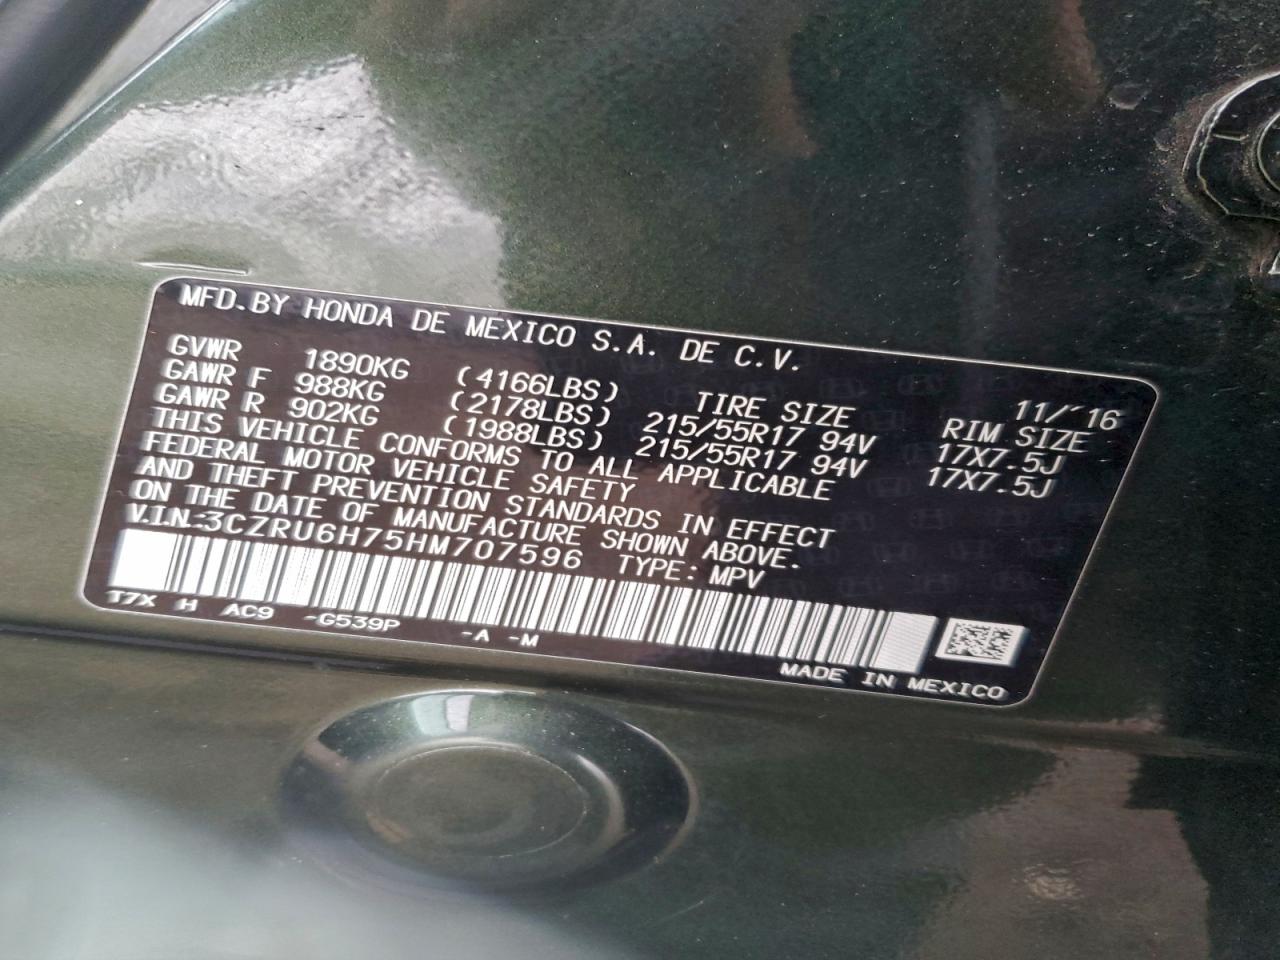 MFD. BY HONDA DE MEXICO S.A. DE C.V.
11/'16
GVWR 1890KG (4166LBS) TIRE SIZE RIM SIZE
GAWR F 988KG (2178LBS) 215/55R17 94V 17X7.5J
GAWR R 902KG (1988LBS) 215/55R17 94V 17X7.5J
THIS VEHICLE CONFORMS TO ALL APPLICABLE
FEDERAL MOTOR VEHICLE SAFETY
AND THEFT PREVENTION STANDARDS IN EFFECT
ON THE DATE OF MANUFACTURE SHOWN ABOVE.
V.I.N.:3CZRU6H75HM707596 TYPE: MPV
T7X H AC9 -G539P -A -M
MADE IN MEXICO